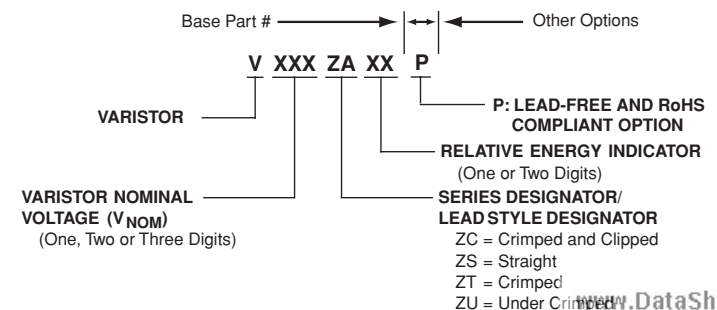 Base Part #
Other Options
V XXX ZA XX P
P: LEAD-FREE AND RoHS
COMPLIANT OPTION
VARISTOR
RELATIVE ENERGY INDICATOR
(One or Two Digits)
VARISTOR NOMINAL
VOLTAGE (VNOM)
(One, Two or Three Digits)
SERIES DESIGNATOR/
LEAD STYLE DESIGNATOR
ZC = Crimped and Clipped
ZS = Straight
ZT = Crimped
ZU = Under Crimped
www.DataSh